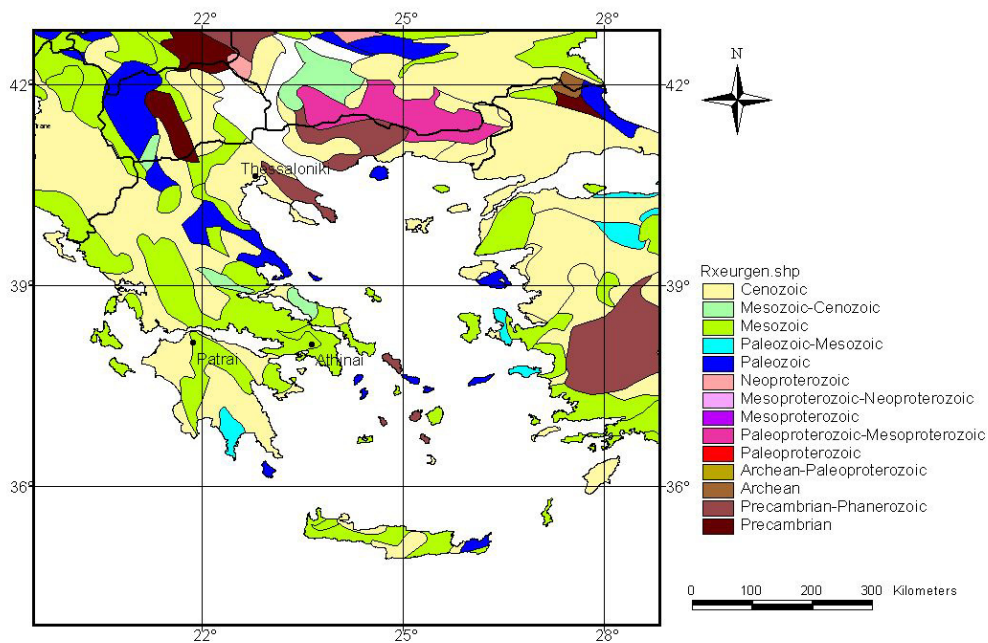 22° 25° 28°
N
42° 42°
Thessaloniki
39° 39°
Patrai Athinai
36° 36°
22° 25° 28°
Rxeurgen.shp
Cenozoic
Mesozoic-Cenozoic
Mesozoic
Paleozoic-Mesozoic
Paleozoic
Neoproterozoic
Mesoproterozoic-Neoproterozoic
Mesoproterozoic
Paleoproterozoic-Mesoproterozoic
Paleoproterozoic
Archean-Paleoproterozoic
Archean
Precambrian-Phanerozoic
Precambrian
0 100 200 300 Kilometers